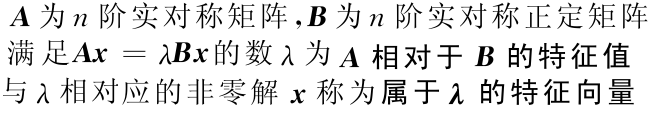 A 为 n 阶实对称矩阵,B 为 n 阶实对称正定矩阵
满足Ax = λBx的数 λ 为 A 相对于 B 的特征值
与 λ 相对应的非零解 x 称为属于 λ 的特征向量